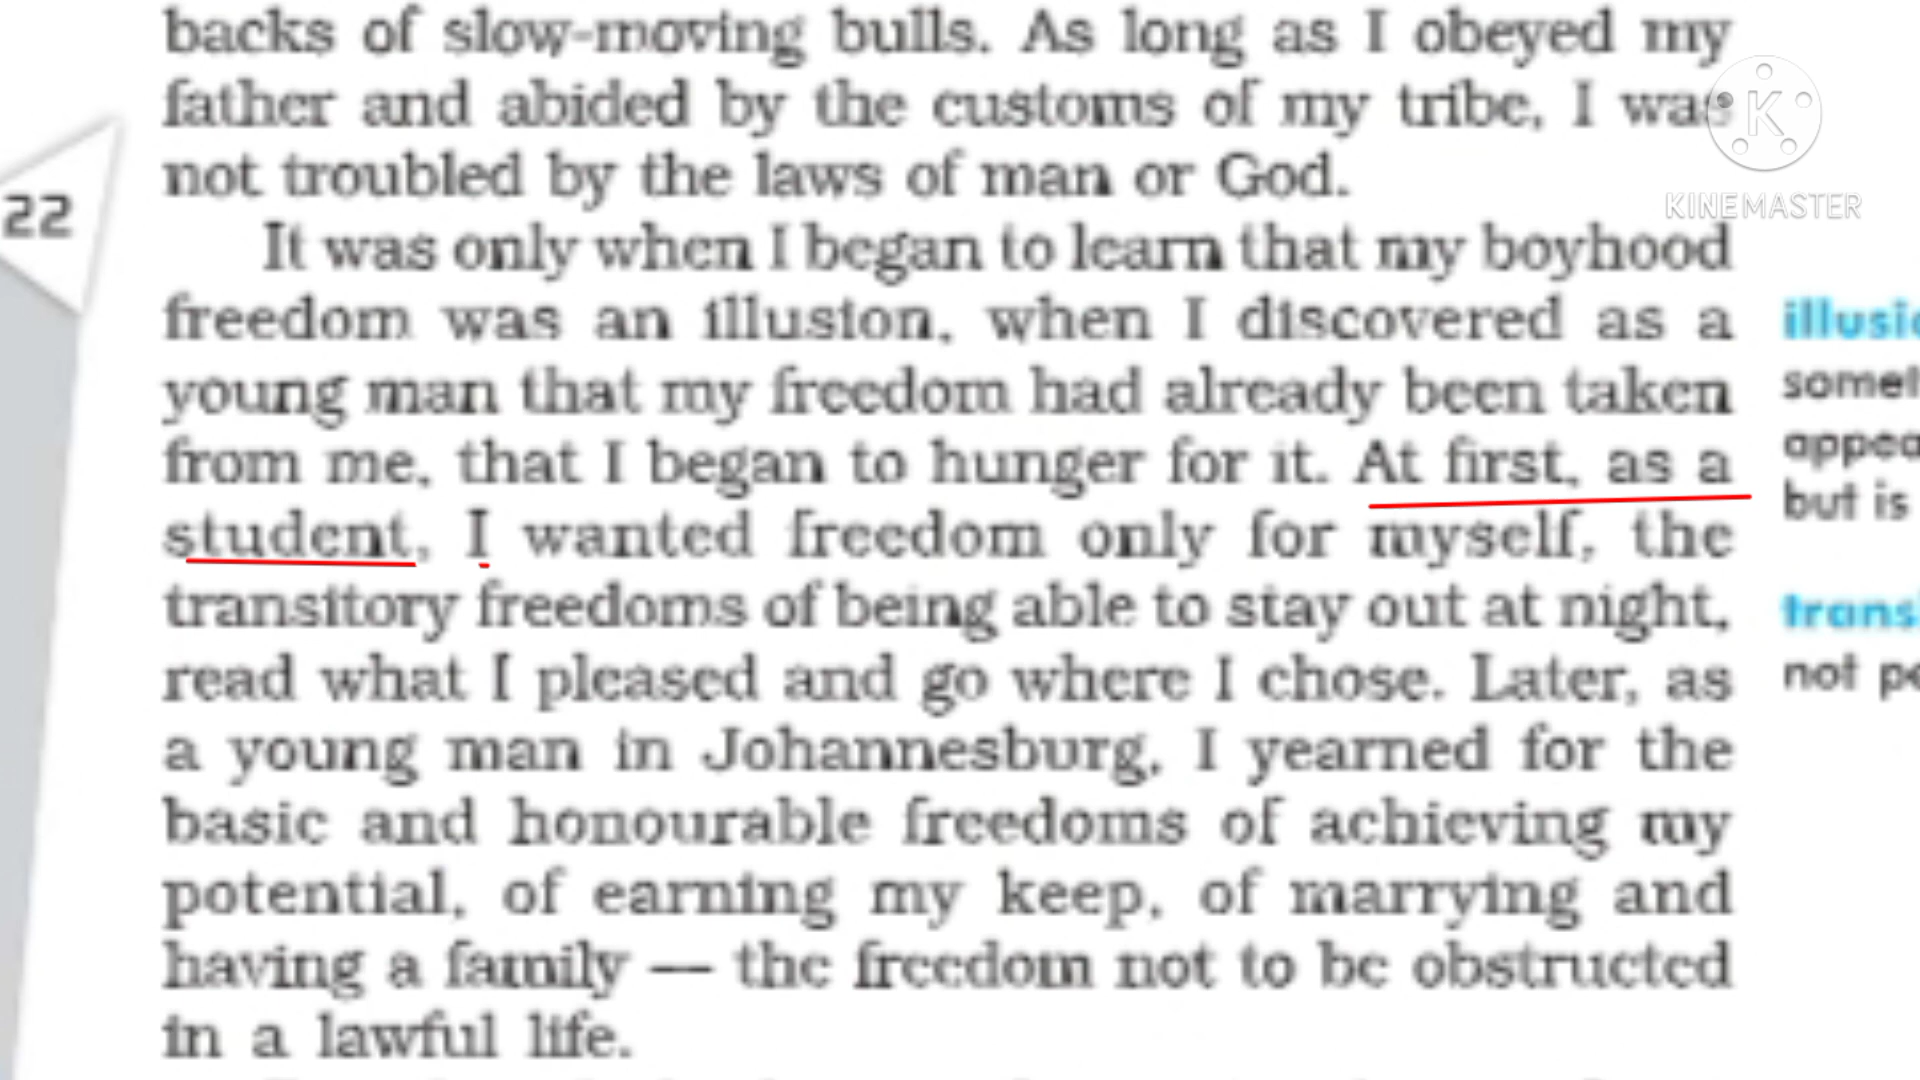 backs of slow-moving bulls. As long as I obeyed my
father and abided by the customs of my tribe, I was
not troubled by the laws of man or God.
22
It was only when I began to learn that my boyhood
freedom was an illusion, when I discovered as a
young man that my freedom had already been taken
from me, that I began to hunger for it. At first, as a
student, I wanted freedom only for myself, the
transitory freedoms of being able to stay out at night,
read what I pleased and go where I chose. Later, as
a young man in Johannesburg, I yearned for the
basic and honourable freedoms of achieving my
potential, of earning my keep, of marrying and
having a family — the freedom not to be obstructed
in a lawful life.
but is
not
K
KINEMASTER